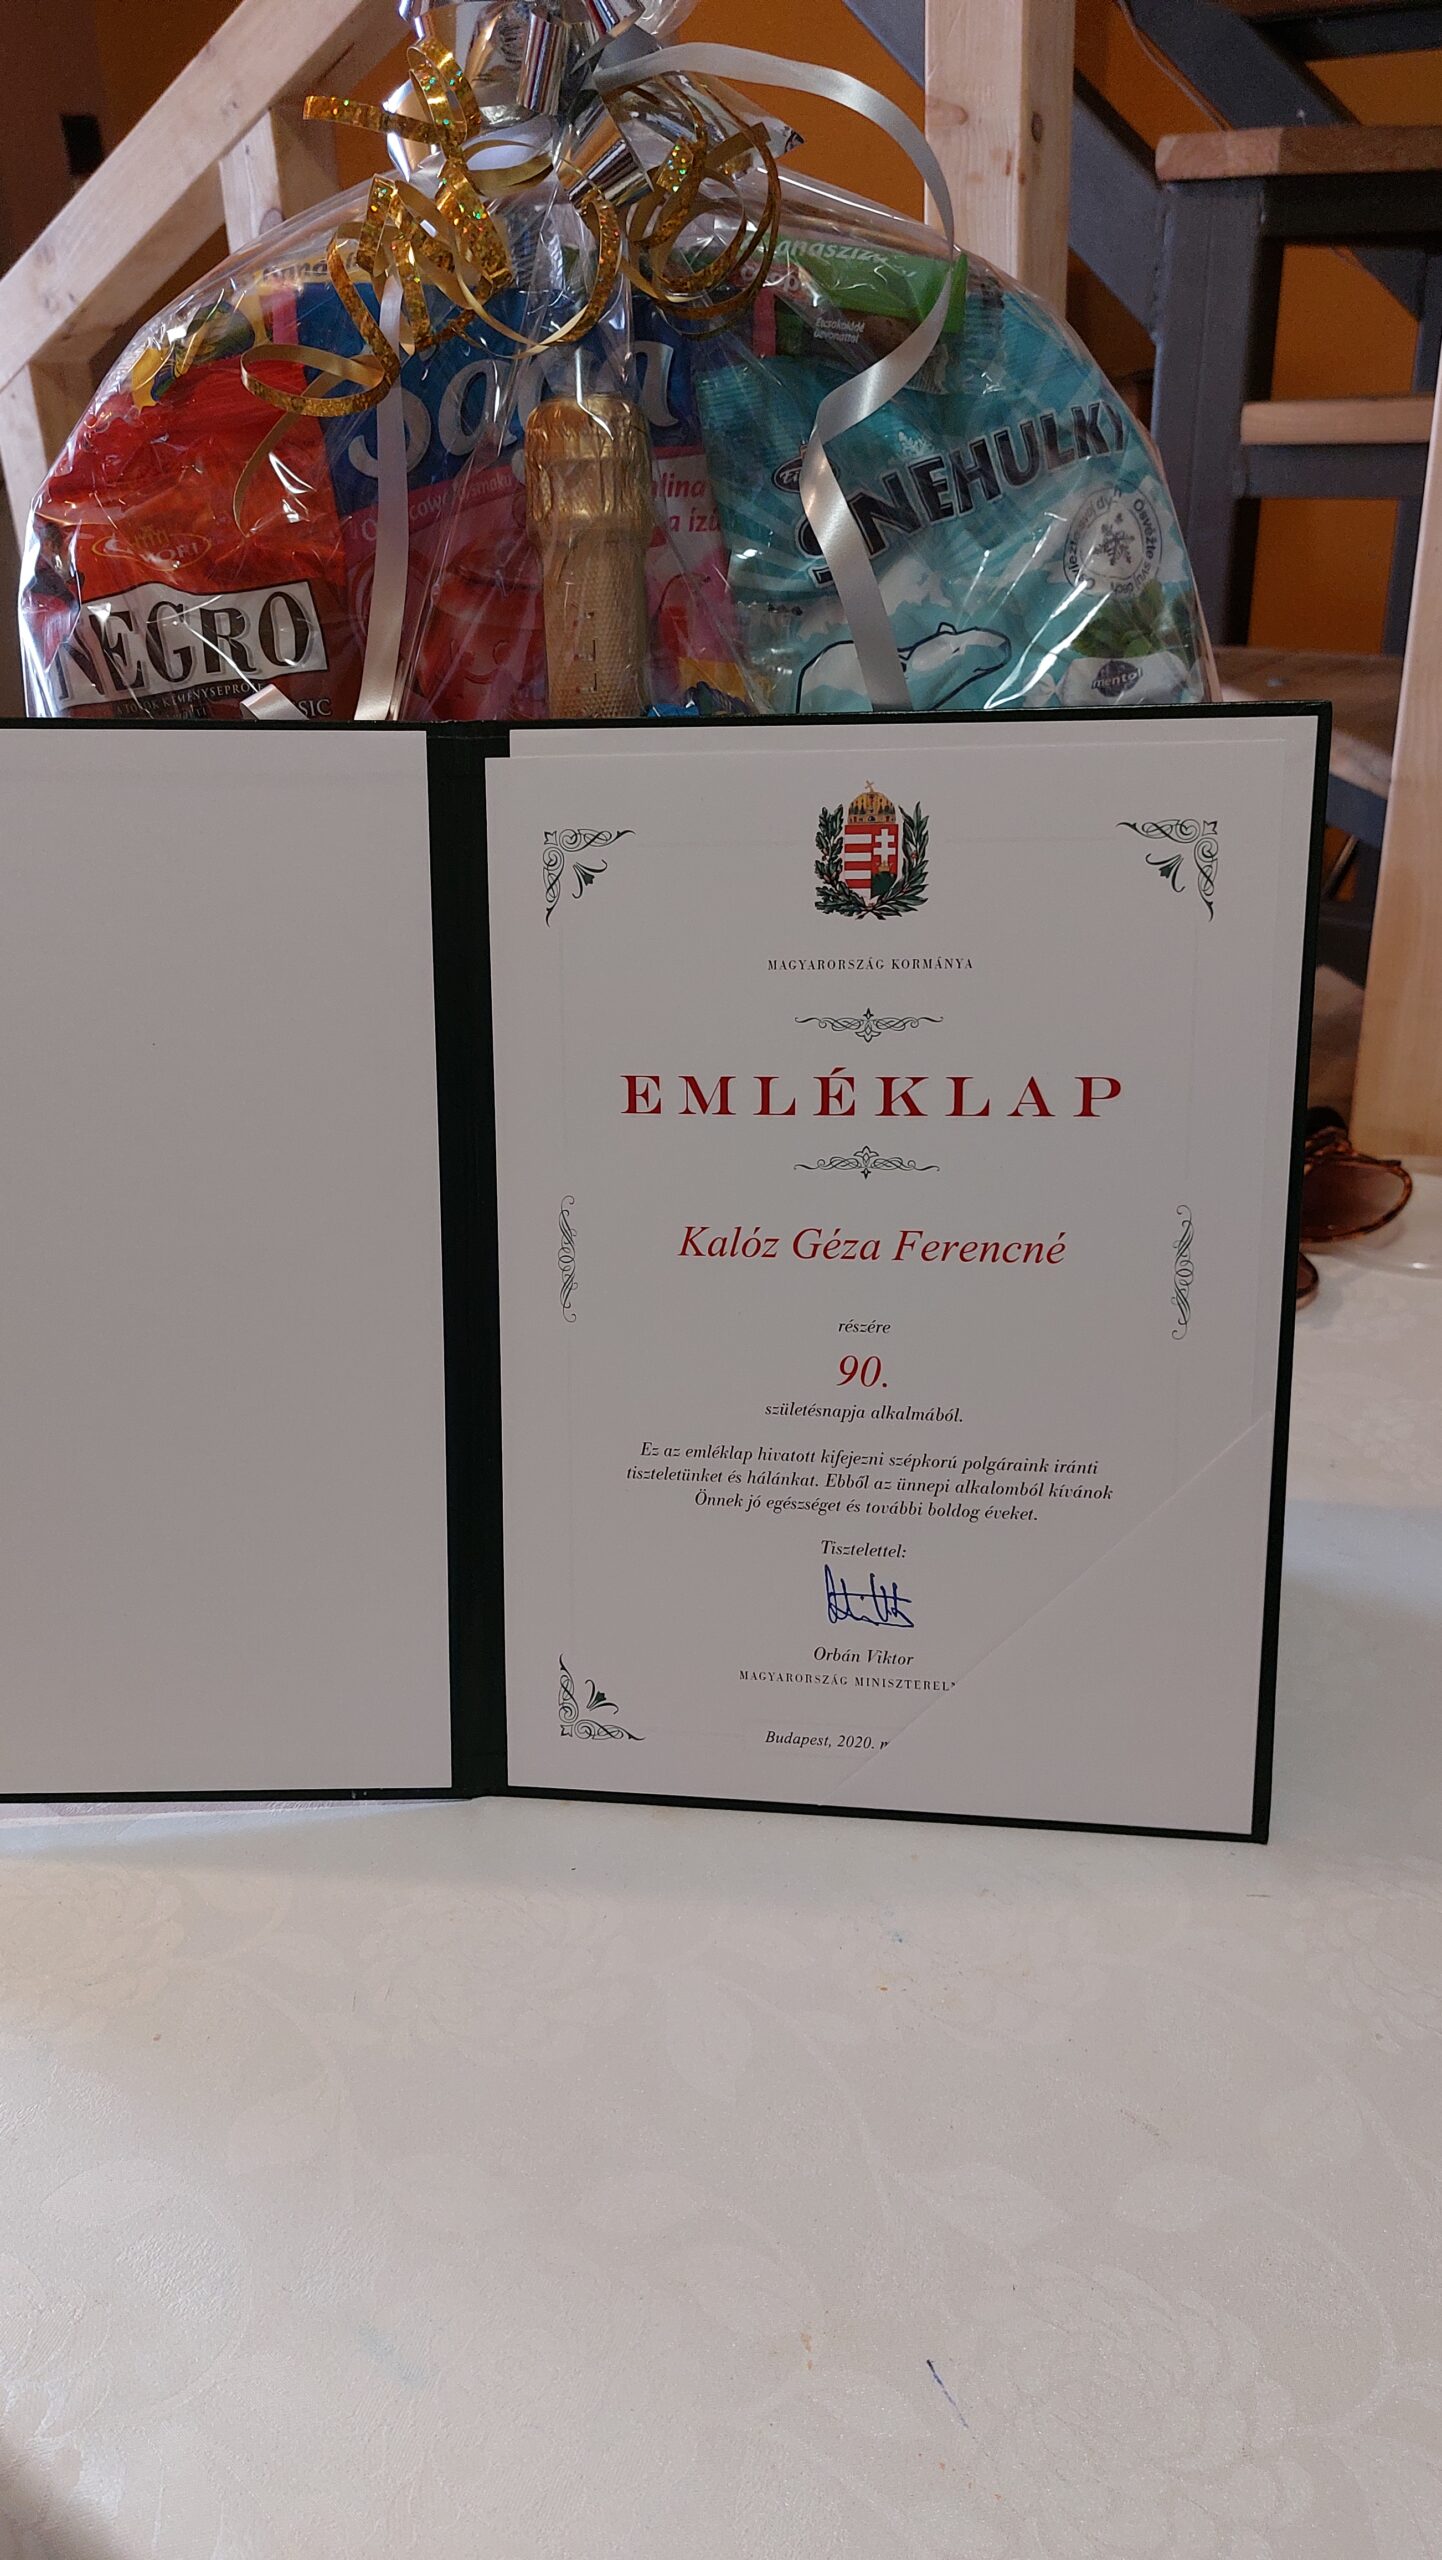 Saga
SNEHULKY
NEGRO
mentol
MAGYARORSZÁG KORMÁNYA
EMLÉKLAP
Kalóz Géza Ferencné
részére
90.
születésnapja alkalmából.
Ez az emléklap hivatott kifejezni szépkorú polgáraink iránti
tiszteletünket és hálánkat. Ebből az ünnepi alkalomból kívánok
Önnek jó egészséget és további boldog éveket.
Tisztelettel:
Orbán Viktor
MAGYARORSZÁG
Budapest, 2020.